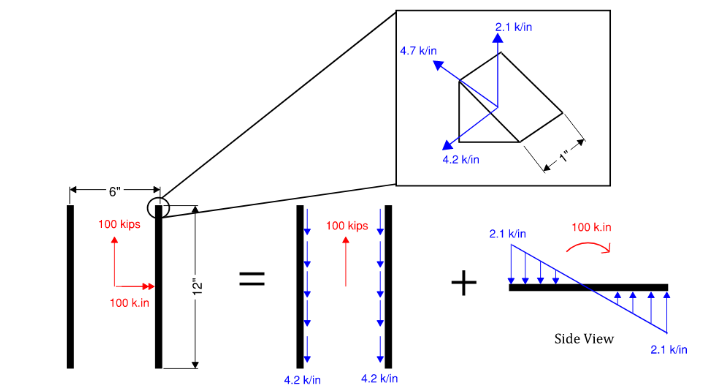 2.1 k/in
4.7 k/in
4.2 k/in
1"
6"
100 kips
100 k.in
12"
=
100 kips
4.2 k/in
4.2 k/in
+
2.1 k/in
100 k.in
Side View
2.1 k/in